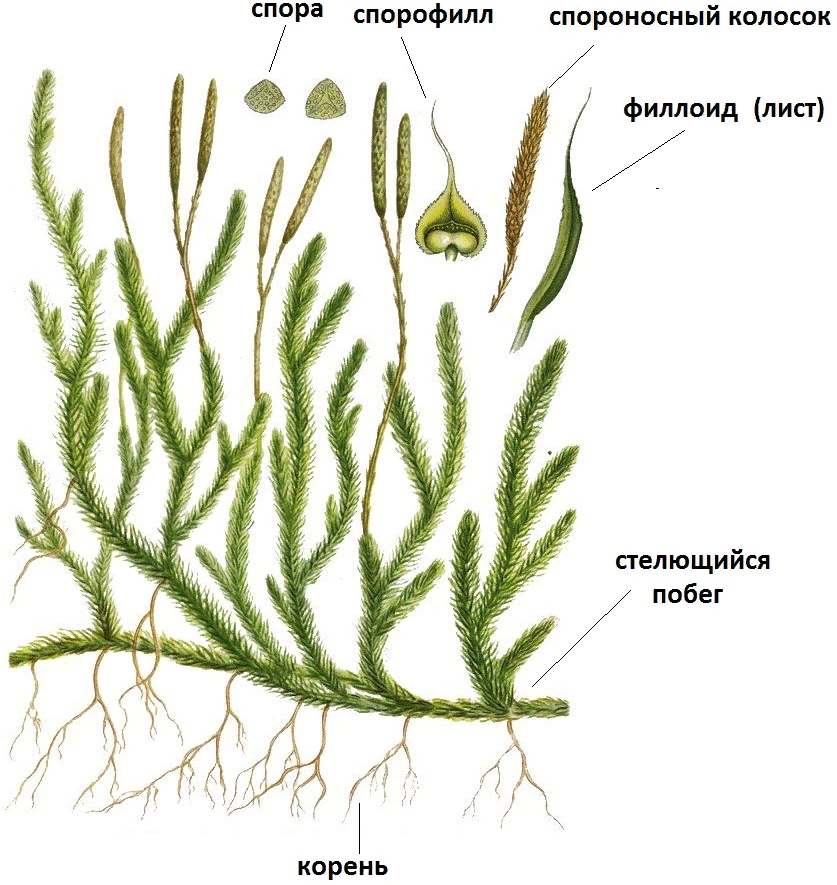 спора
спорофилл
спороносный колосок
филлоид (лист)
стелющийся
побег
корень